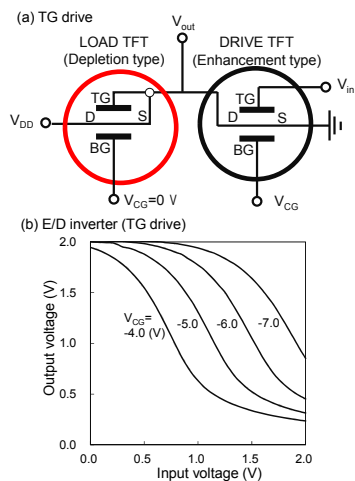 (a) TG drive
LOAD TFT
(Depletion type)
V_out
DRIVE TFT
(Enhancement type)
TG
TG
V_in
V_DD
D
S
D
S
BG
BG
V_CG=0 V
V_CG
(b) E/D inverter (TG drive)
Output voltage (V)
2.0
1.5
1.0
0.5
0.0
V_CG=
-4.0 (V)
-5.0
-6.0
-7.0
0.0 0.5 1.0 1.5 2.0
Input voltage (V)